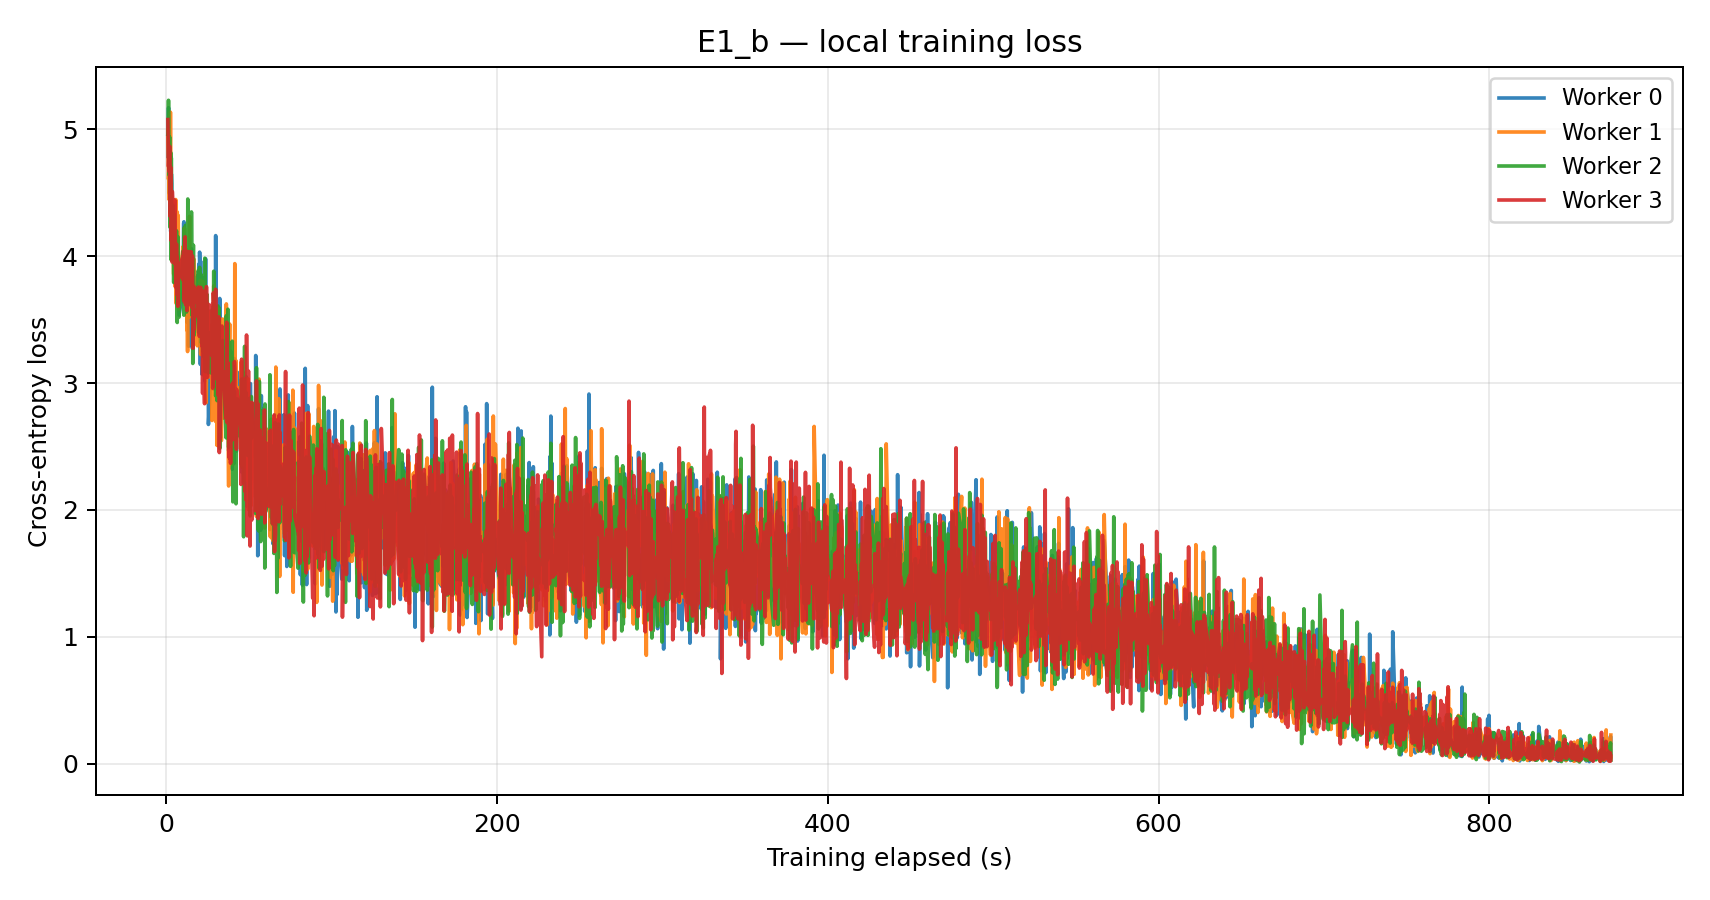 E1_b — local training loss
Worker 0
Worker 1
Worker 2
Worker 3
Cross-entropy loss
5
4
3
2
1
0
0
200
400
600
800
Training elapsed (s)